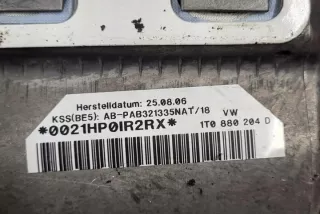 Herstelldatum: 25.08.06
KSS(BE5): AB-PAB321335NAT/18 VW
*0021HP0IR2RX* 1T0 880 204 D